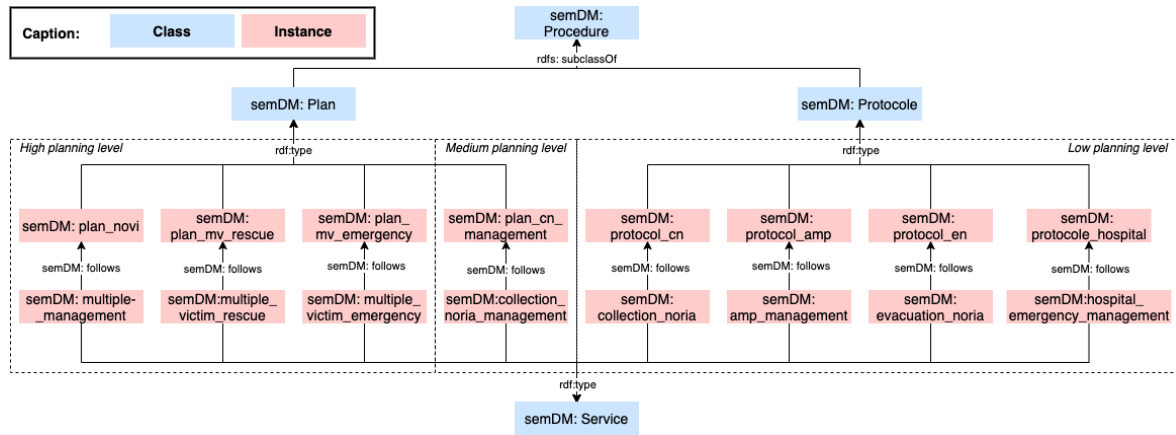 Caption:
Class
Instance
semDM:
Procedure
rdfs: subclassOf
semDM: Plan
semDM: Protocole
High planning level
rdf:type
Medium planning level
rdf:type
Low planning level
semDM: plan_novi
semDM:
plan_mv_rescue
semDM: plan_
mv_emergency
semDM: plan_cn_
management
semDM:
protocol_cn
semDM:
protocol_amp
semDM:
protocol_en
semDM:
protocole_hospital
semDM: follows
semDM: follows
semDM: follows
semDM: follows
semDM: follows
semDM: follows
semDM: follows
semDM: follows
semDM: multiple-
_management
semDM:multiple_
victim_rescue
semDM: multiple_
victim_emergency
semDM:collection_
noria_management
semDM:
collection_noria
semDM:
amp_management
semDM:
evacuation_noria
semDM:hospital_
emergency_management
rdf:type
semDM: Service